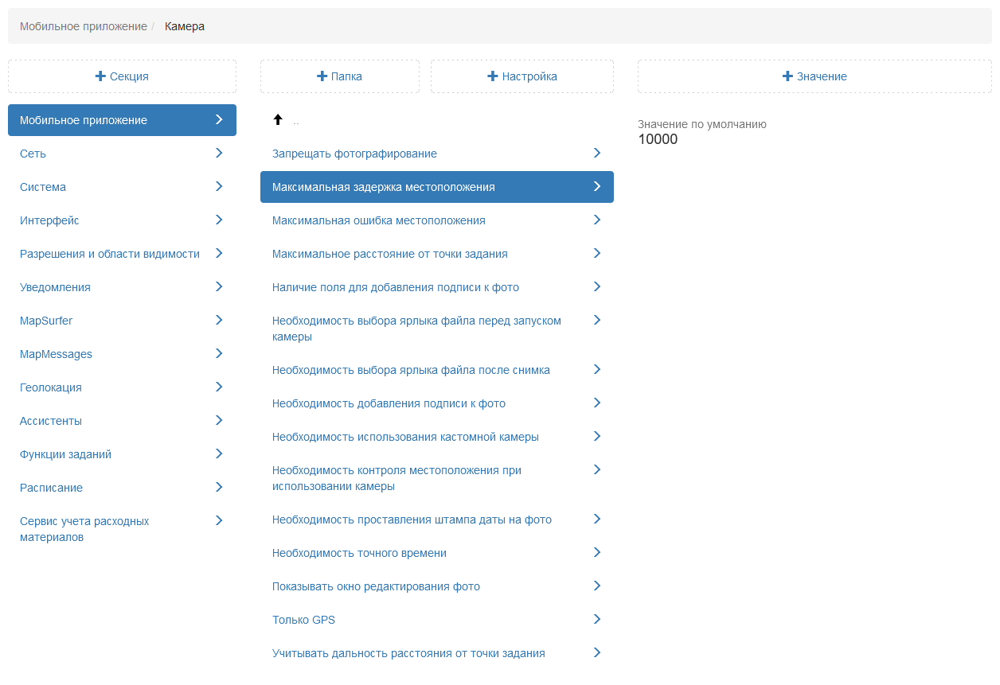 Мобильное приложение / Камера
Секция
Папка
Настройка
Значение
Мобильное приложение
Сеть
Система
Интерфейс
Разрешения и области видимости
Уведомления
MapSurfer
MapMessages
Геолокация
Ассистенты
Функции заданий
Расписание
Сервис учета расходных
материалов
..
Запрещать фотографирование
Максимальная задержка местоположения
Максимальная ошибка местоположения
Максимальное расстояние от точки задания
Наличие поля для добавления подписи к фото
Необходимость выбора ярлыка файла перед запуском
камеры
Необходимость выбора ярлыка файла после снимка
Необходимость добавления подписи к фото
Необходимость использования кастомной камеры
Необходимость контроля местоположения при
использовании камеры
Необходимость проставления штампа даты на фото
Необходимость точного времени
Показывать окно редактирования фото
Только GPS
Учитывать дальность расстояния от точки задания
Значение по умолчанию
10000